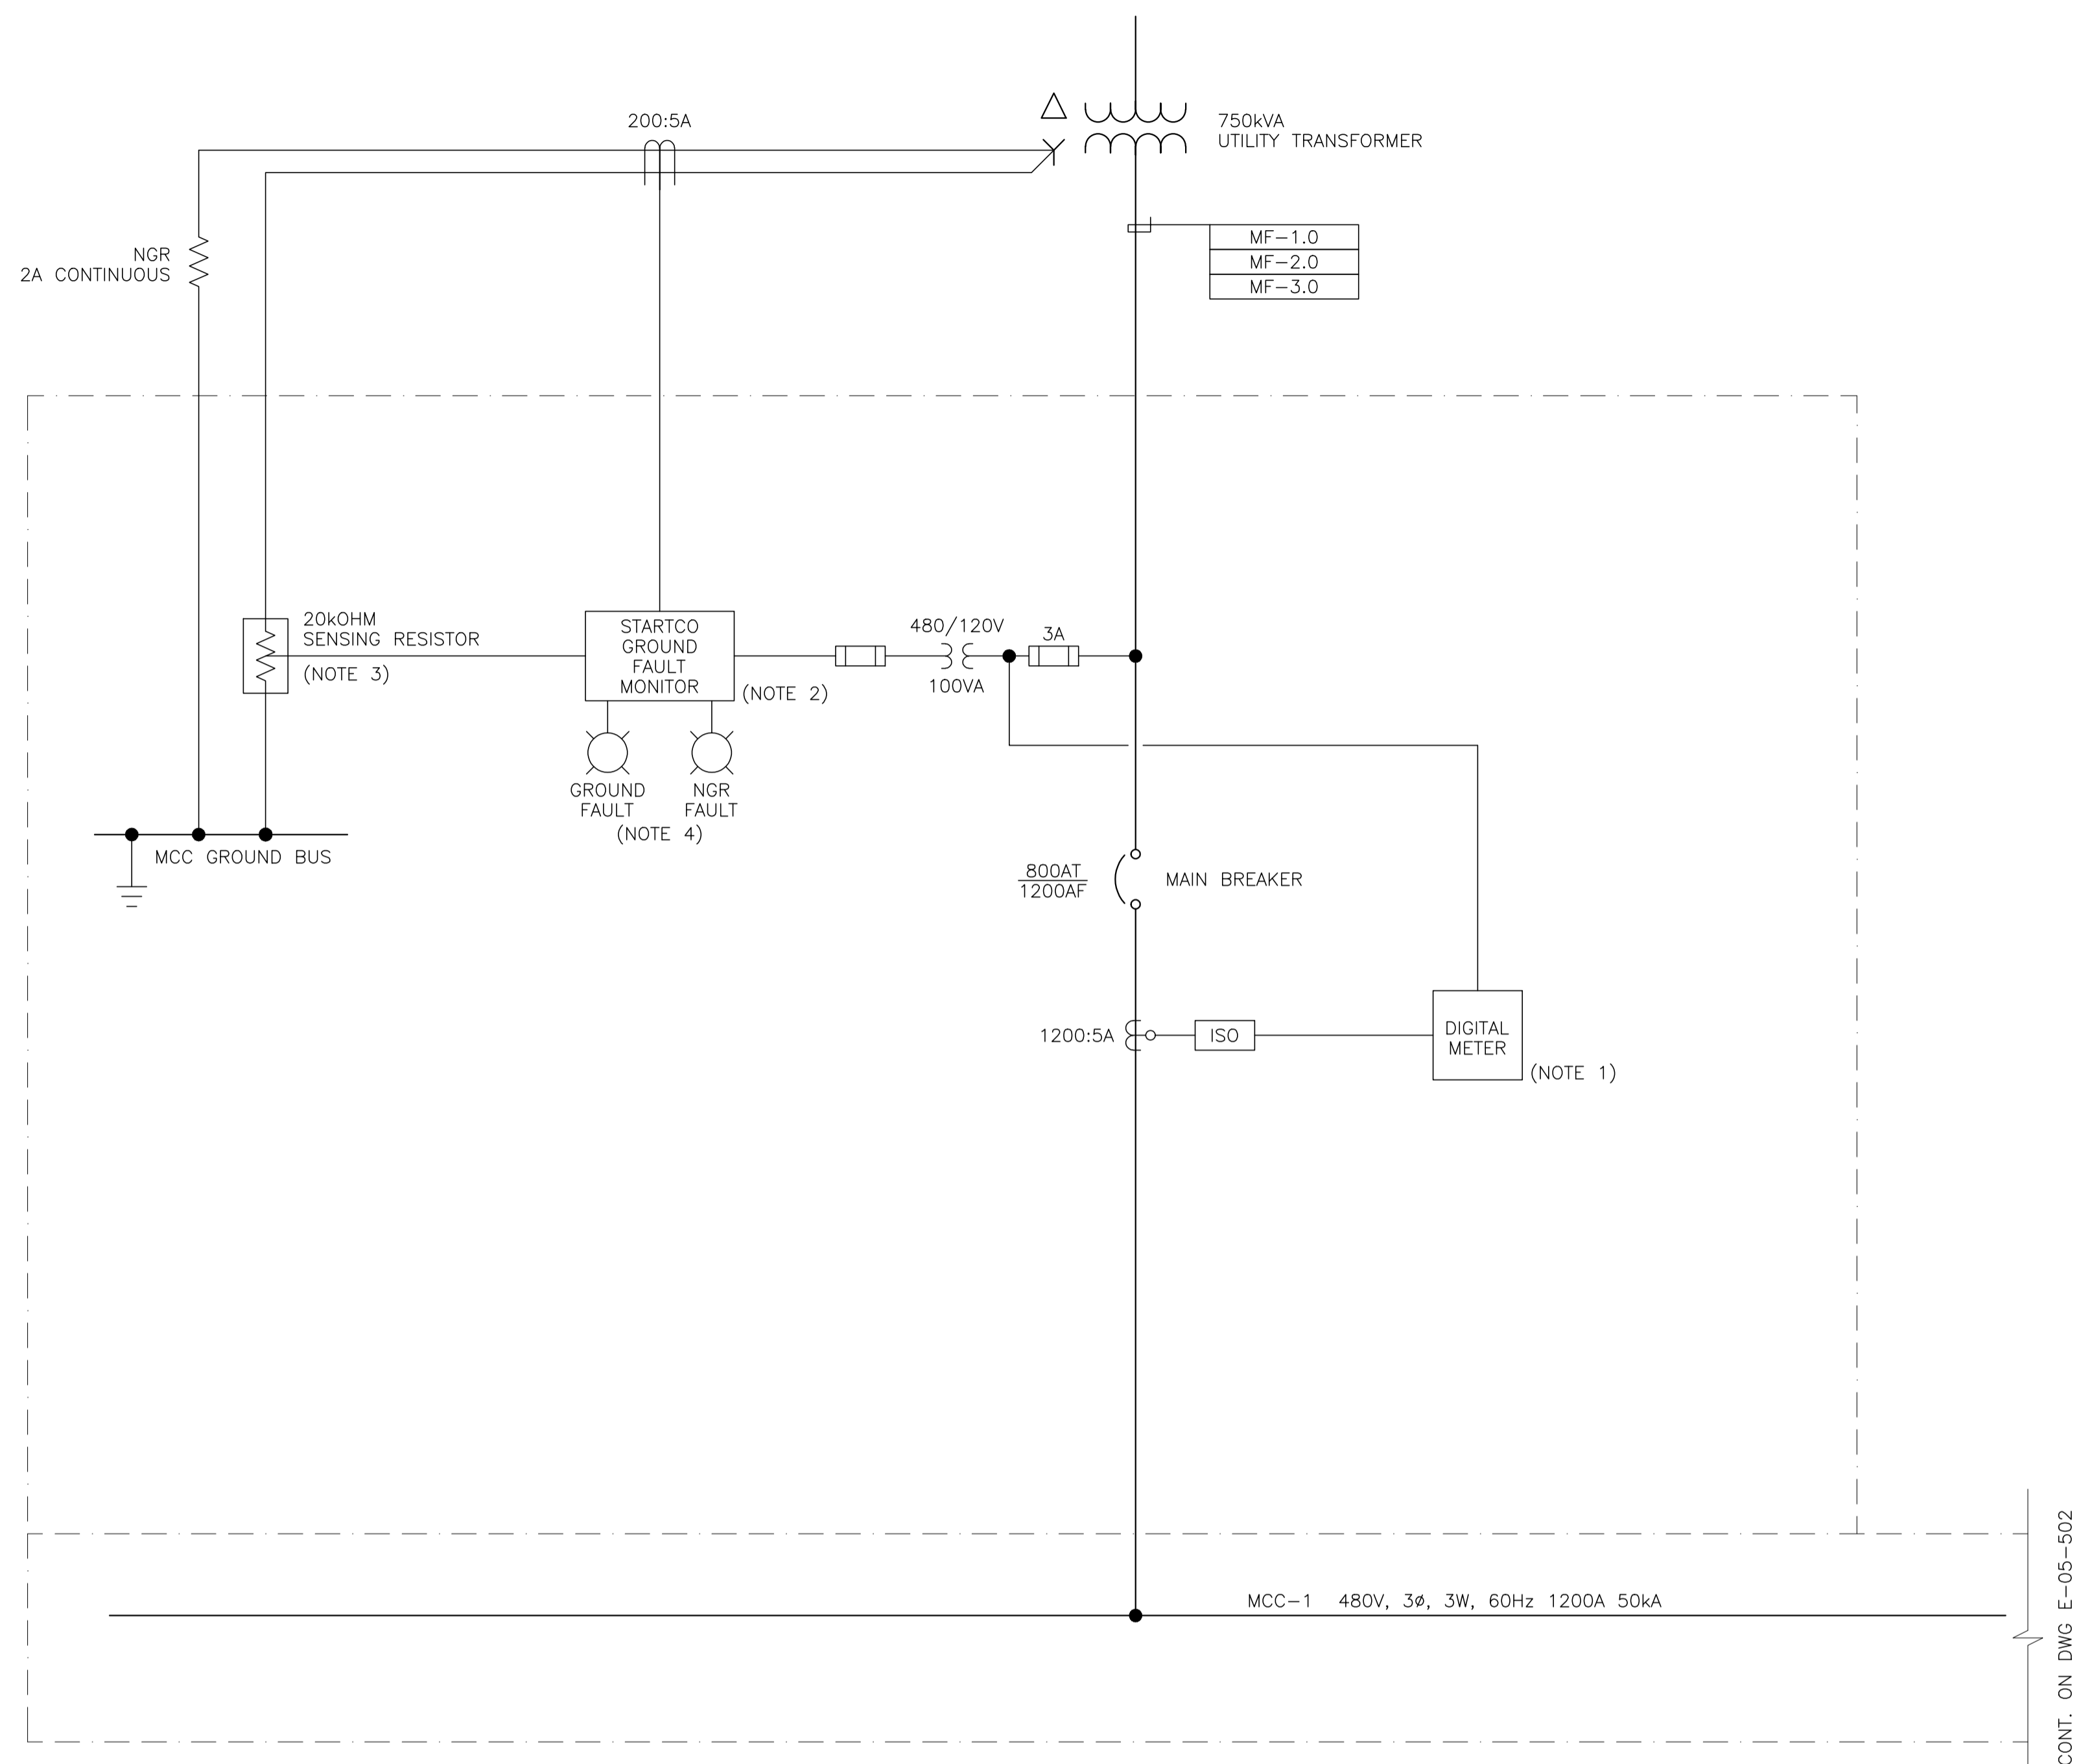 200:5A
750kVA
UTILITY TRANSFORMER
NGR
2A CONTINUOUS
MF-1.0
MF-2.0
MF-3.0
20kOHM
SENSING RESISTOR
(NOTE 3)
STARTCO
GROUND
FAULT
MONITOR
(NOTE 2)
480/120V
100VA
3A
GROUND
FAULT
NGR
FAULT
(NOTE 4)
MCC GROUND BUS
800AT
1200AF
MAIN BREAKER
1200:5A
ISO
DIGITAL
METER
(NOTE 1)
MCC-1 480V, 3ø, 3W, 60Hz 1200A 50kA
CONT. ON DWG E-05-502